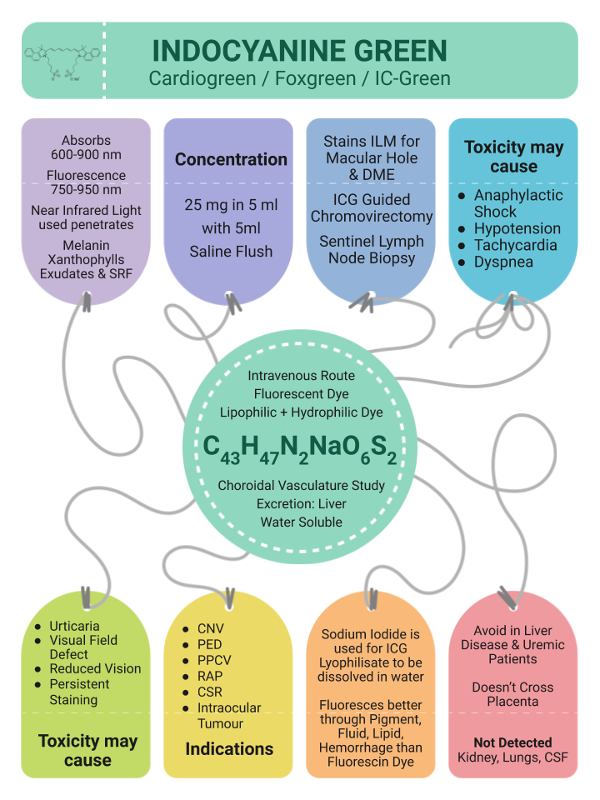 INDOCYANINE GREEN
Cardiogreen / Foxgreen / IC-Green
Absorbs
600-900 nm
Fluorescence
750-950 nm
Near Infrared Light
used penetrates
Melanin
Xanthophylls
Exudates & SRF
Concentration
25 mg in 5 ml
with 5ml
Saline Flush
Stains ILM for
Macular Hole
& DME
ICG Guided
Chromovirectomy
Sentinel Lymph
Node Biopsy
Toxicity may
cause
● Anaphylactic
Shock
● Hypotension
● Tachycardia
● Dyspnea
Intravenous Route
Fluorescent Dye
Lipophilic + Hydrophilic Dye
C43H47N2NaO6S2
Choroidal Vasculature Study
Excretion: Liver
Water Soluble
● Urticaria
● Visual Field
Defect
● Reduced Vision
● Persistent
Staining
Toxicity may
cause
● CNV
● PED
● PPCV
● RAP
● CSR
● Intraocular
Tumour
Indications
Sodium Iodide is
used for ICG
Lyophilisate to be
dissolved in water
Fluoresces better
through Pigment,
Fluid, Lipid,
Hemorrhage than
Fluorescin Dye
Avoid in Liver
Disease & Uremic
Patients
Doesn't Cross
Placenta
Not Detected
Kidney, Lungs, CSF